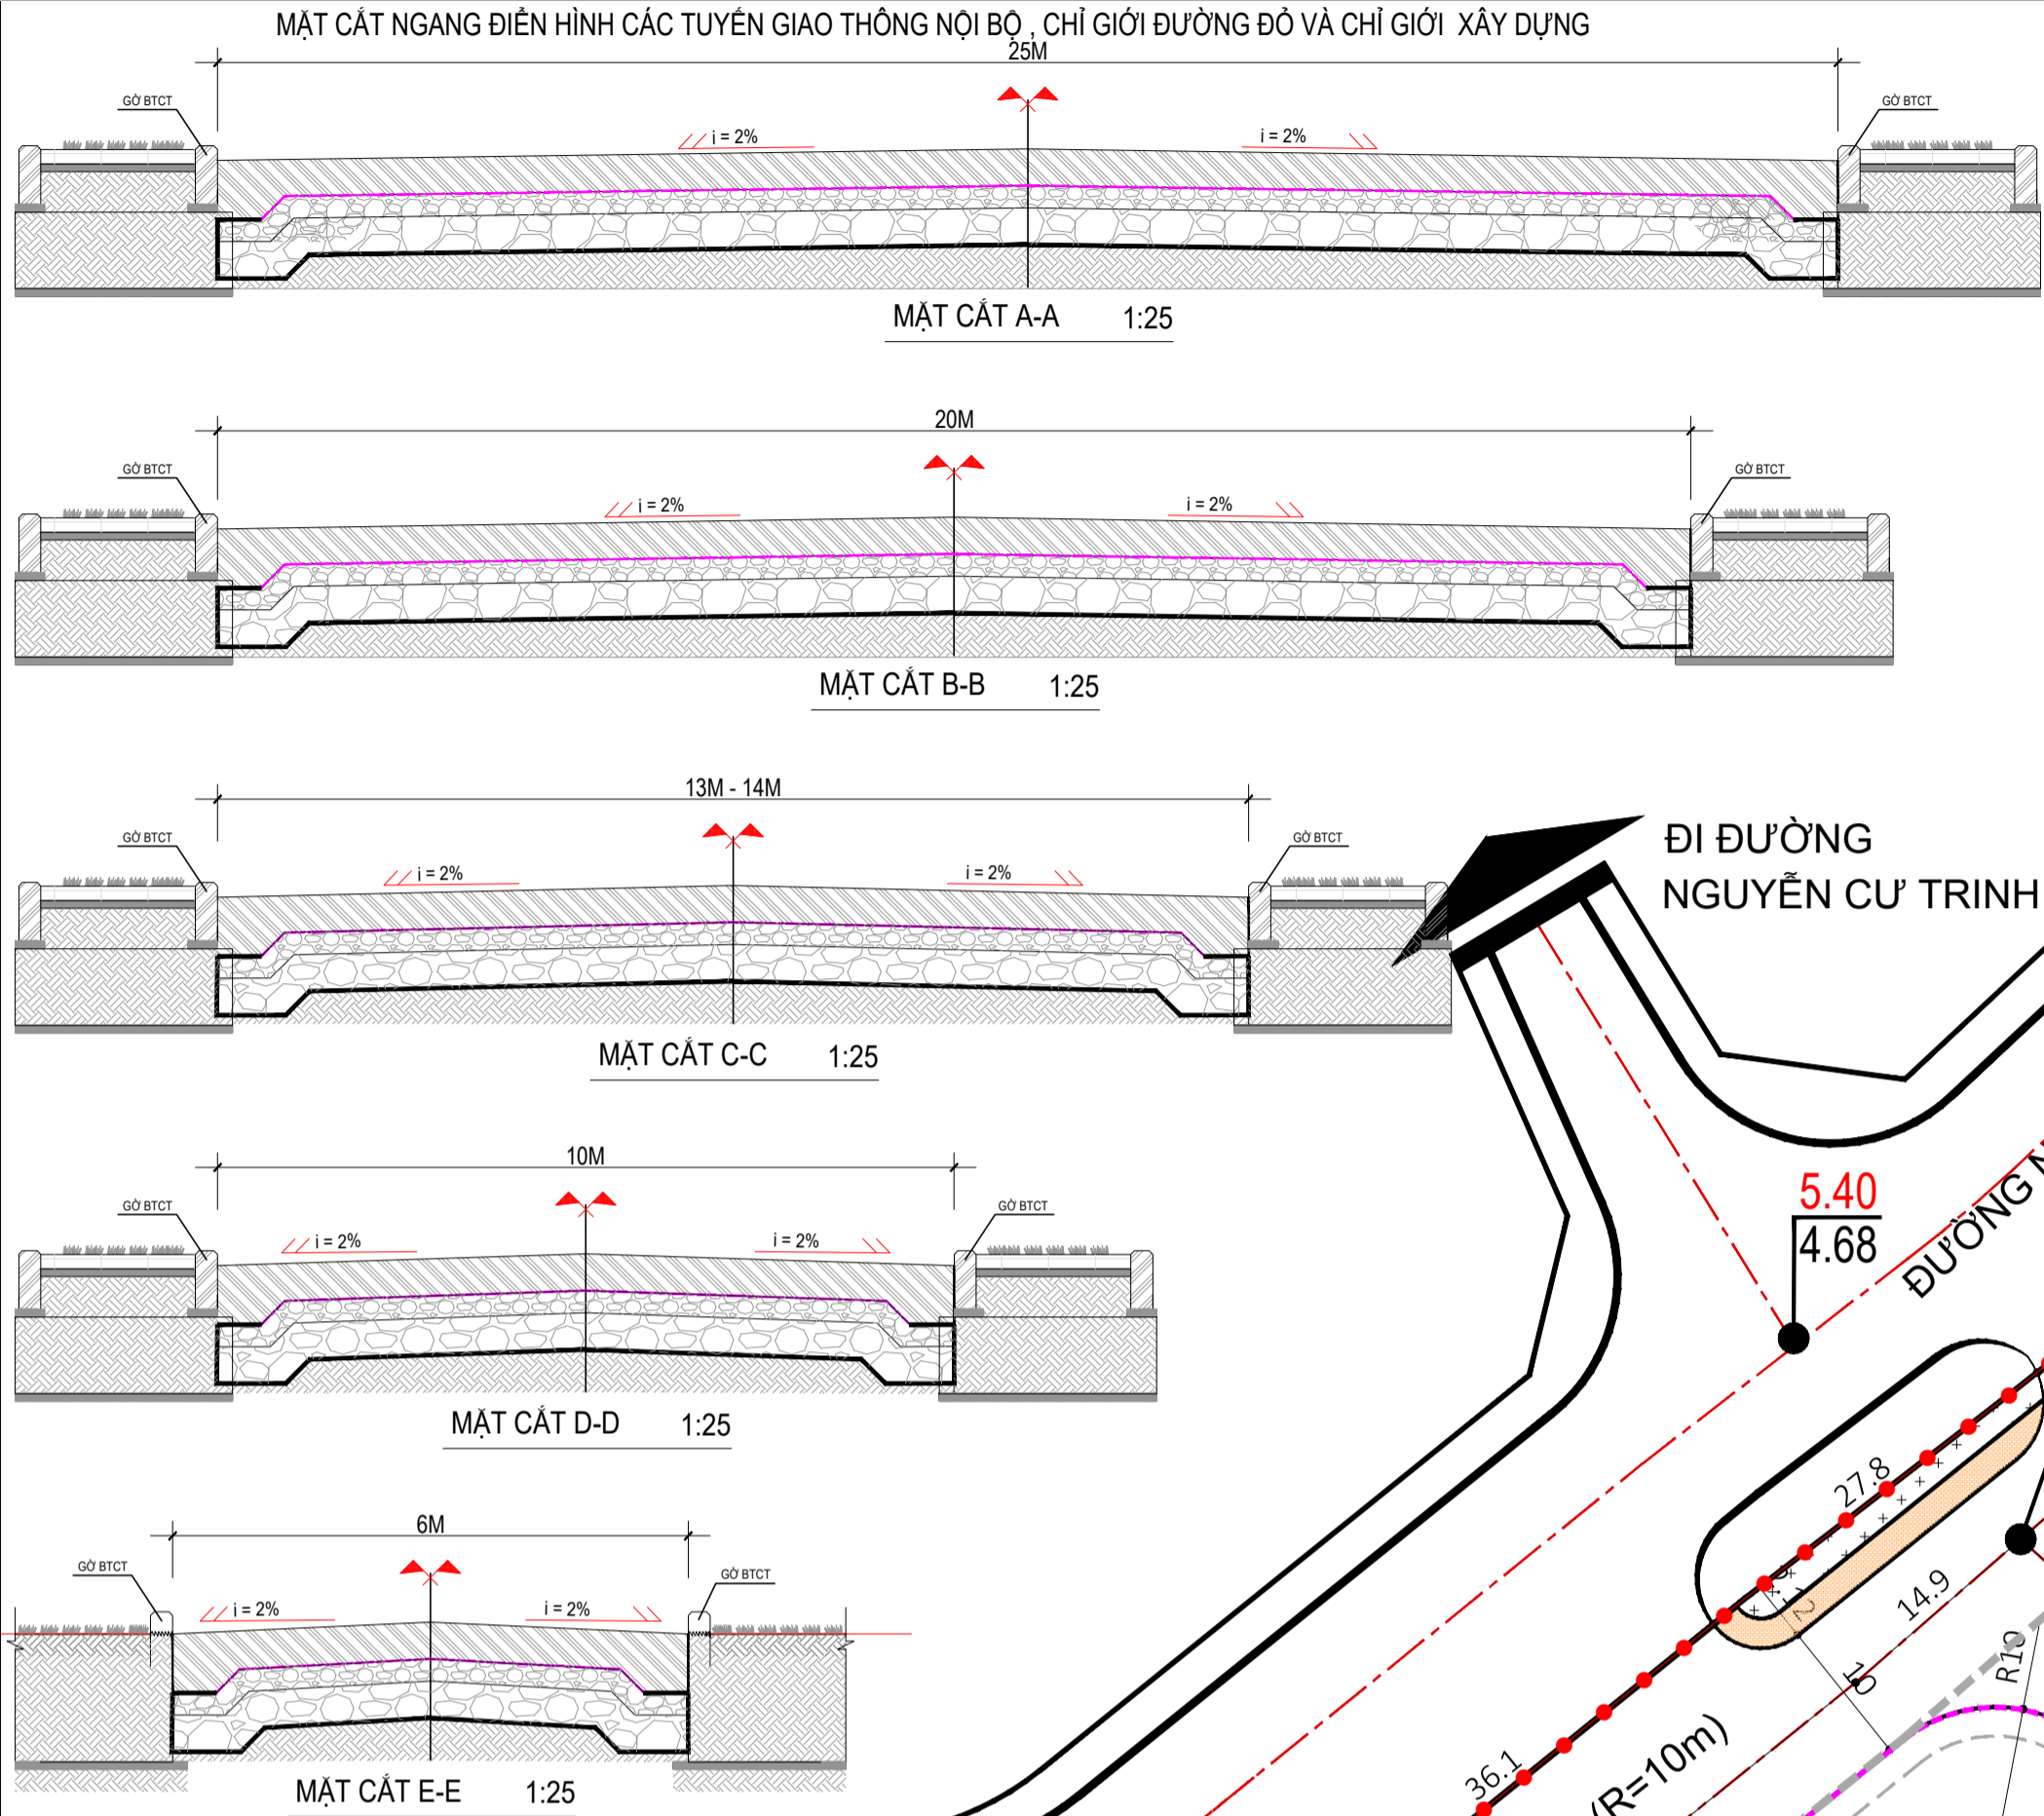 MẶT CẮT NGANG ĐIỂN HÌNH CÁC TUYẾN GIAO THÔNG NỘI BỘ , CHỈ GIỚI ĐƯỜNG ĐỎ VÀ CHỈ GIỚI XÂY DỰNG
25M
GỜ BTCT
GỜ BTCT
i = 2%
i = 2%
MẶT CẮT A-A 1:25
20M
GỜ BTCT
GỜ BTCT
i = 2%
i = 2%
MẶT CẮT B-B 1:25
13M - 14M
GỜ BTCT
GỜ BTCT
i = 2%
i = 2%
MẶT CẮT C-C 1:25
ĐI ĐƯỜNG
NGUYỄN CƯ TRINH
10M
GỜ BTCT
GỜ BTCT
i = 2%
i = 2%
MẶT CẮT D-D 1:25
5.40
4.68
ĐƯỜNG
6M
GỜ BTCT
GỜ BTCT
i = 2%
i = 2%
MẶT CẮT E-E 1:25
27.8
14.9
10
R10
36.1
(R=10m)